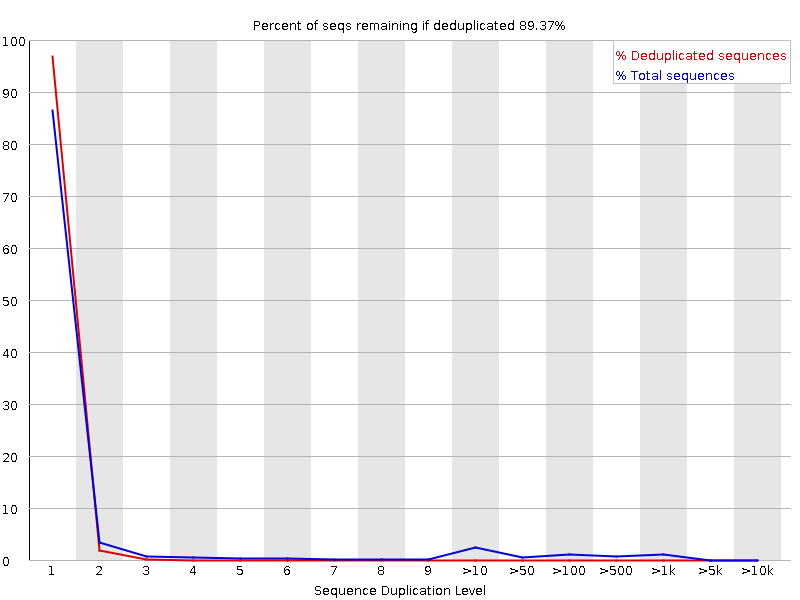 Percent of seqs remaining if deduplicated 89.37%
% Deduplicated sequences
% Total sequences
100
90
80
70
60
50
40
30
20
10
0
1 2 3 4 5 6 7 8 9 >10 >50 >100 >500 >1k >5k >10k
Sequence Duplication Level